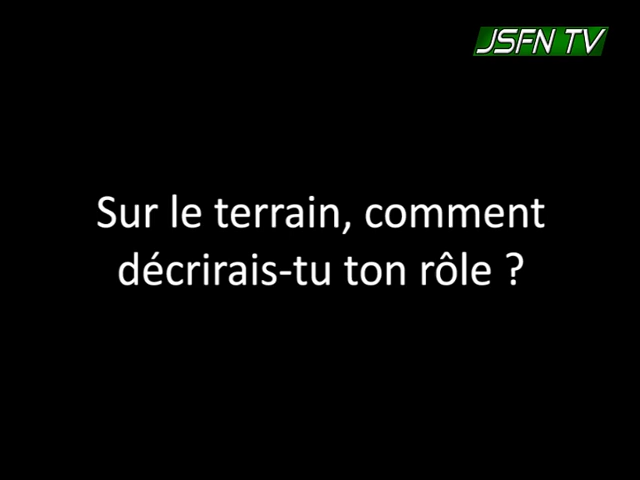 JSFN TV
Sur le terrain, comment
décrirais-tu ton rôle ?